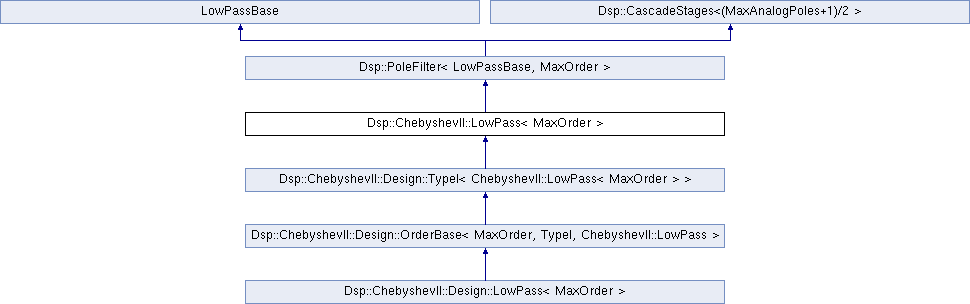 LowPassBase
Dsp::CascadeStages<(MaxAnalogPoles+1)/2 >
Dsp::PoleFilter< LowPassBase, MaxOrder >
Dsp::ChebyshevII::LowPass< MaxOrder >
Dsp::ChebyshevII::Design::TypeI< ChebyshevII::LowPass< MaxOrder > >
Dsp::ChebyshevII::Design::OrderBase< MaxOrder, TypeI, ChebyshevII::LowPass >
Dsp::ChebyshevII::Design::LowPass< MaxOrder >